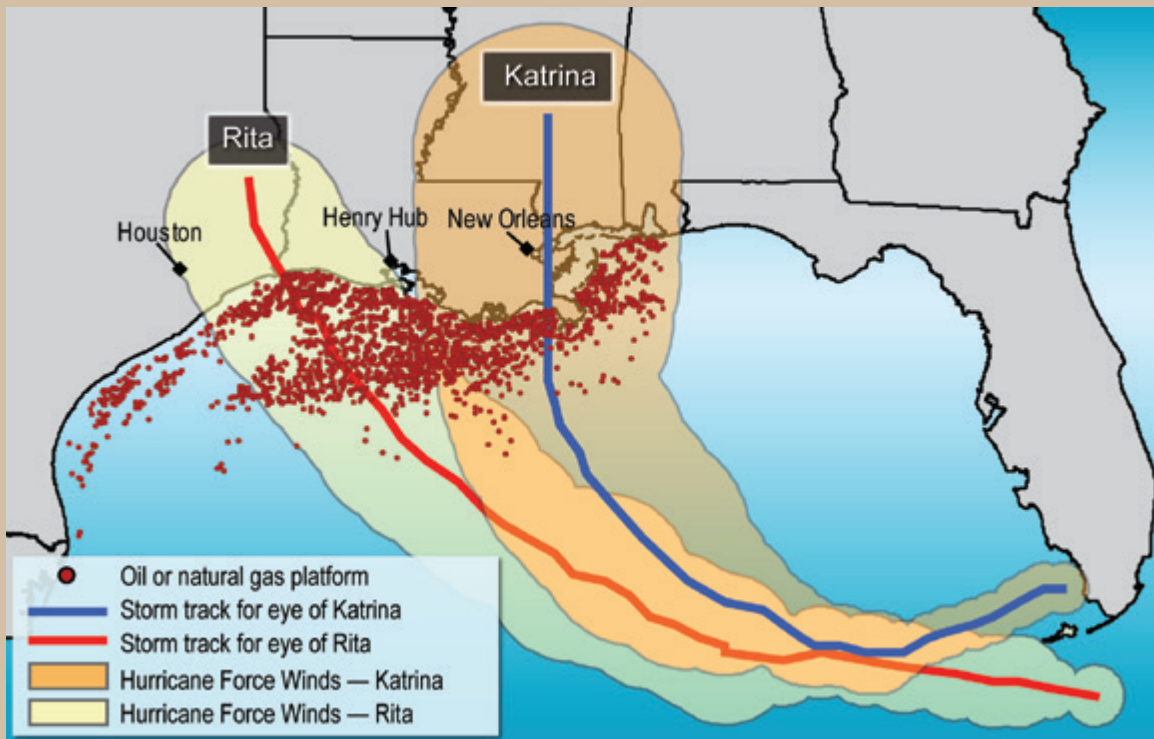 Katrina
Rita
Houston
Henry Hub
New Orleans
Oil or natural gas platform
Storm track for eye of Katrina
Storm track for eye of Rita
Hurricane Force Winds — Katrina
Hurricane Force Winds — Rita